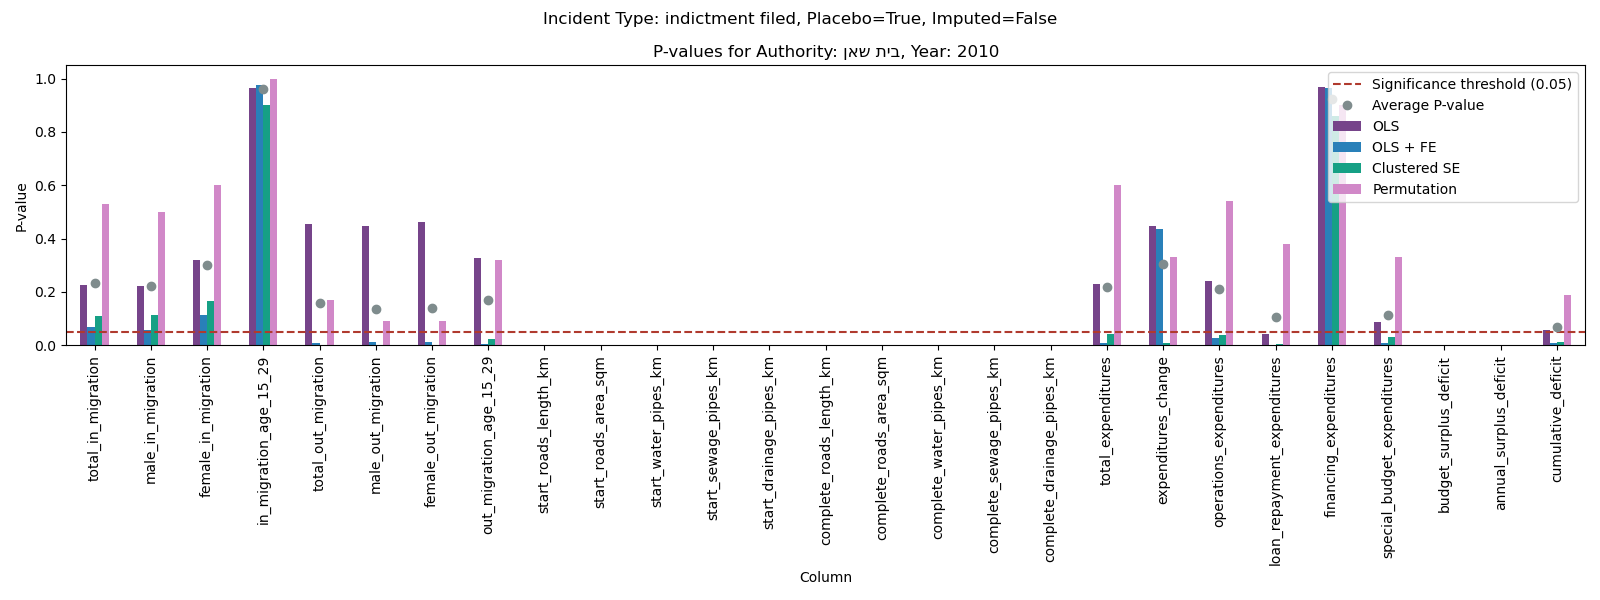 Incident Type: indictment filed, Placebo=True, Imputed=False
P-values for Authority: בית שאן, Year: 2010
Significance threshold (0.05)
Average P-value
OLS
OLS + FE
Clustered SE
Permutation
P-value
1.0
0.8
0.6
0.4
0.2
0.0
total_in_migration
male_in_migration
female_in_migration
in_migration_age_15_29
total_out_migration
male_out_migration
female_out_migration
out_migration_age_15_29
start_roads_length_km
start_roads_area_sqm
start_water_pipes_km
start_sewage_pipes_km
start_drainage_pipes_km
complete_roads_length_km
complete_roads_area_sqm
complete_water_pipes_km
complete_sewage_pipes_km
complete_drainage_pipes_km
total_expenditures
expenditures_change
operations_expenditures
loan_repayment_expenditures
financing_expenditures
special_budget_expenditures
budget_surplus_deficit
annual_surplus_deficit
cumulative_deficit
Column